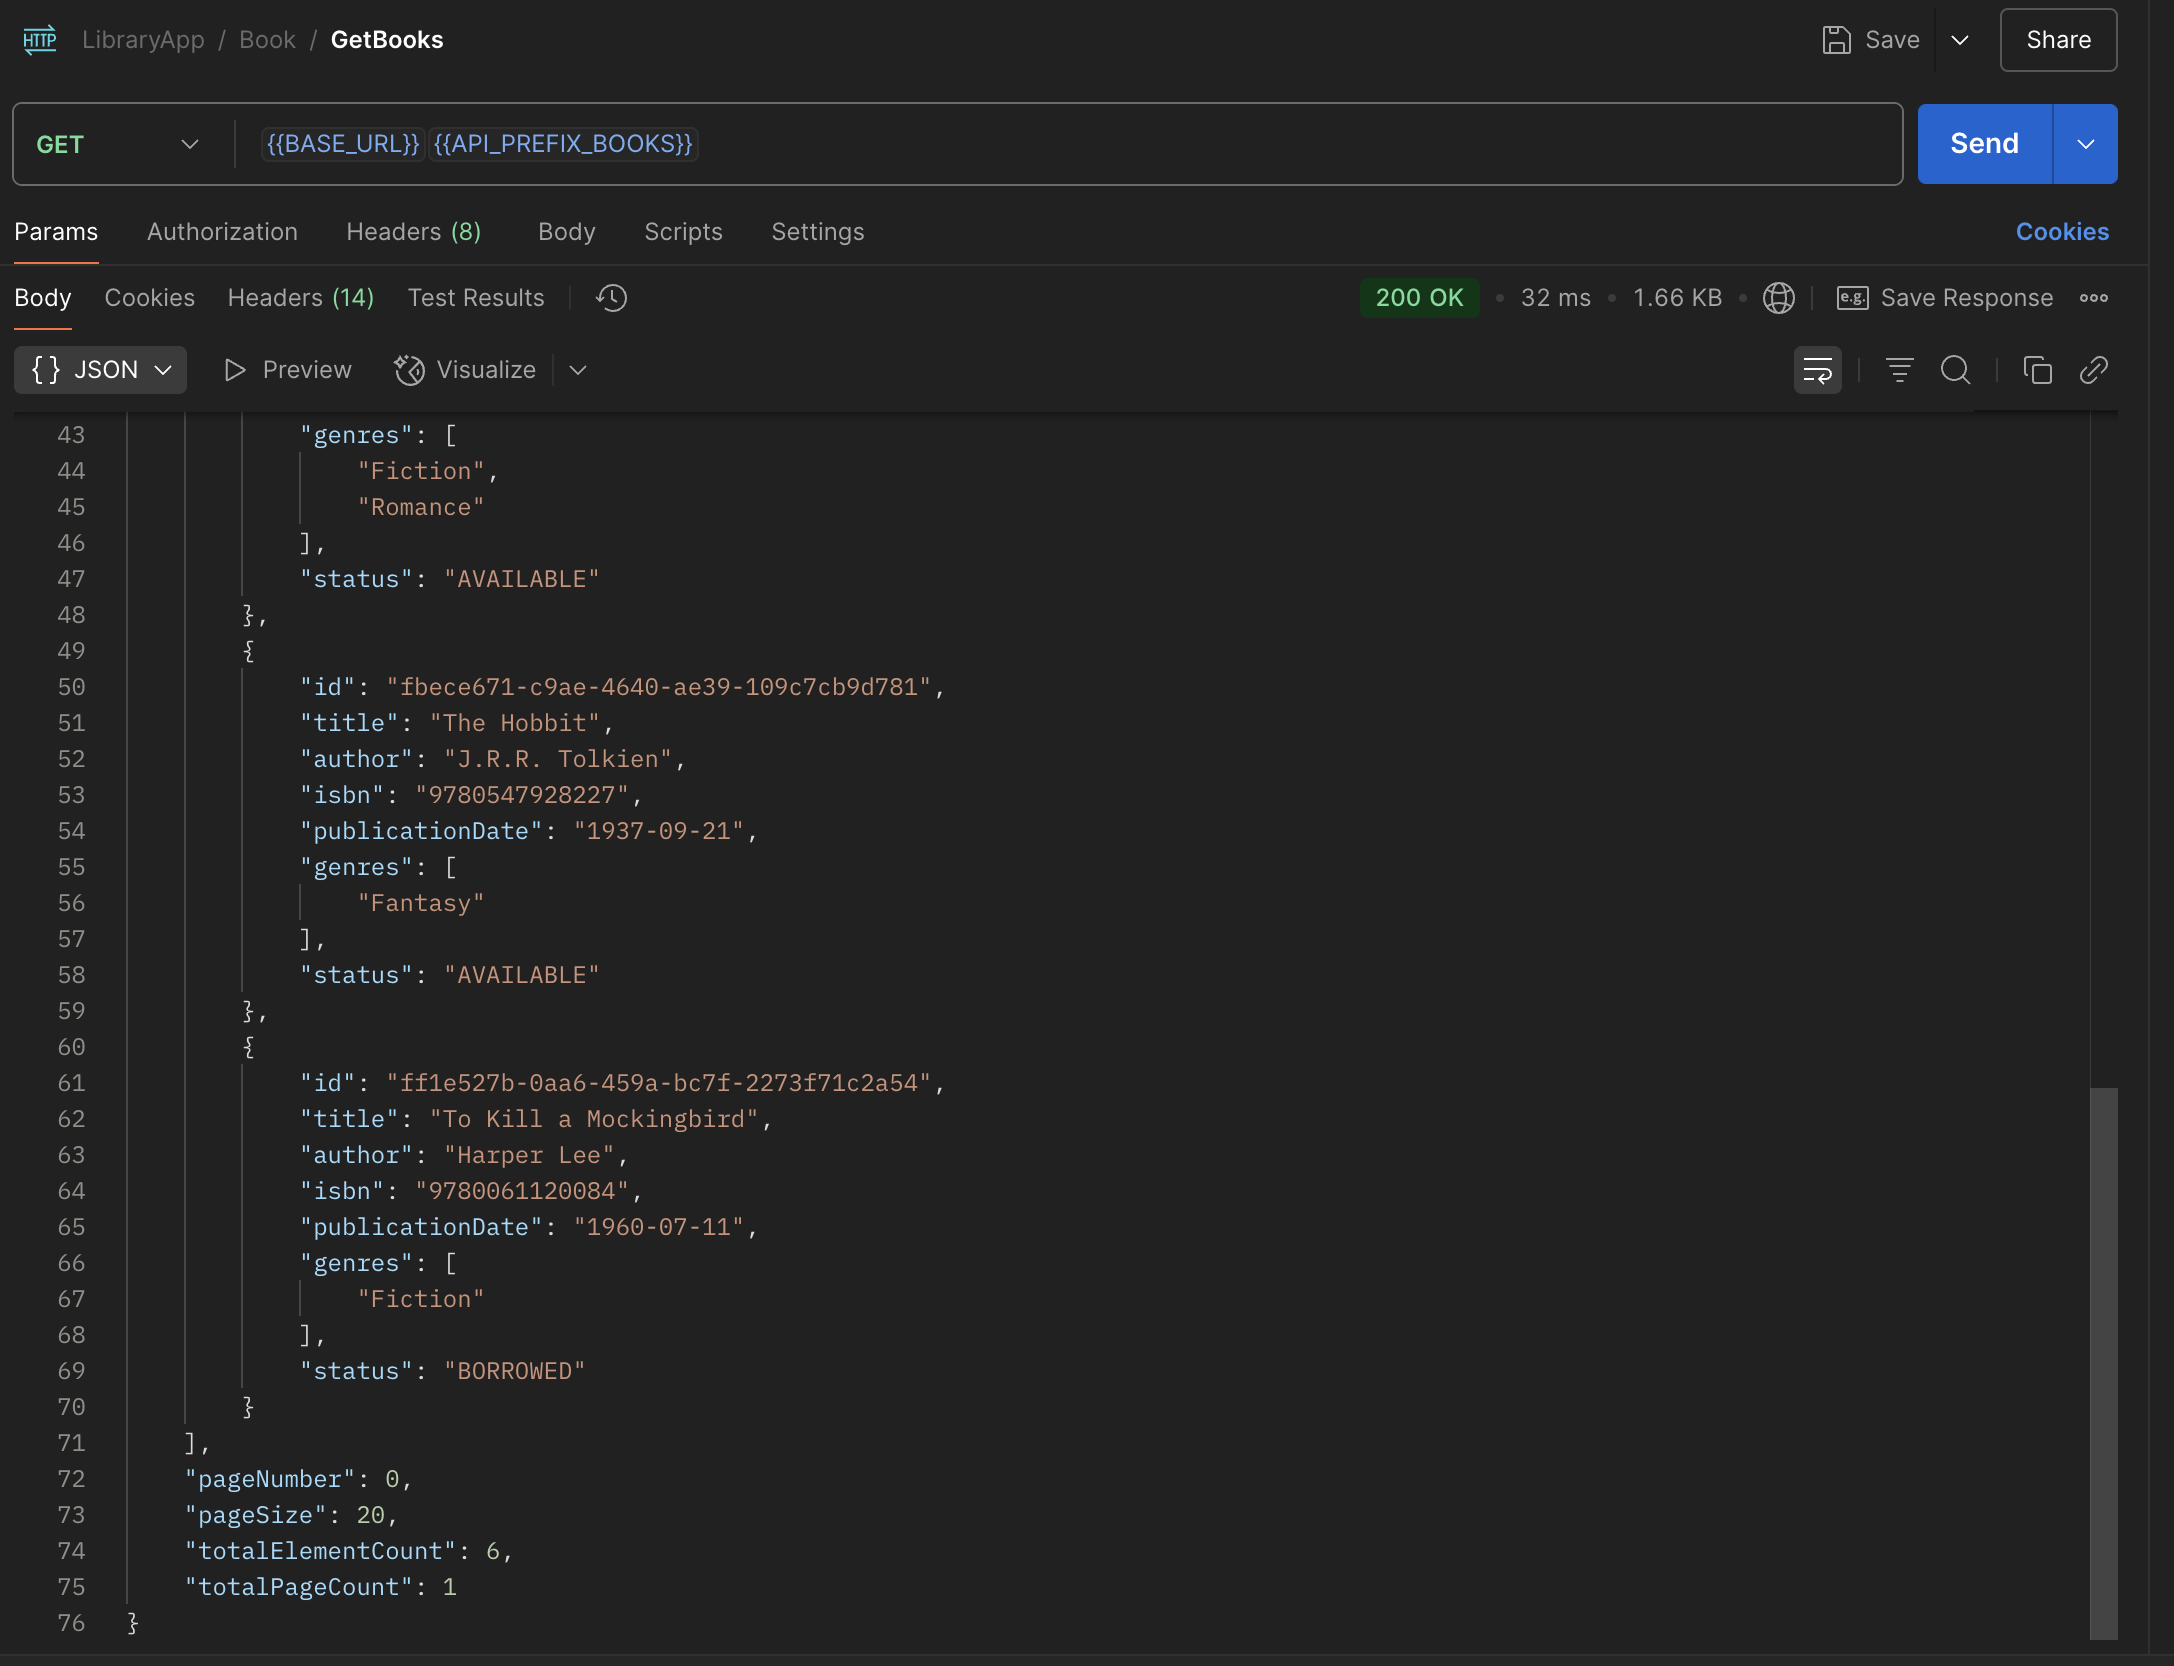 HTTP LibraryApp / Book / GetBooks Save Share
GET {{BASE_URL}} {{API_PREFIX_BOOKS}} Send
Params Authorization Headers (8) Body Scripts Settings Cookies
Body Cookies Headers (14) Test Results 200 OK • 32 ms • 1.66 KB • e.g. Save Response
{} JSON Preview Visualize
43 "genres": [
44 "Fiction",
45 "Romance"
46 ],
47 "status": "AVAILABLE"
48 },
49 {
50 "id": "fbece671-c9ae-4640-ae39-109c7cb9d781",
51 "title": "The Hobbit",
52 "author": "J.R.R. Tolkien",
53 "isbn": "9780547928227",
54 "publicationDate": "1937-09-21",
55 "genres": [
56 "Fantasy"
57 ],
58 "status": "AVAILABLE"
59 },
60 {
61 "id": "ff1e527b-0aa6-459a-bc7f-2273f71c2a54",
62 "title": "To Kill a Mockingbird",
63 "author": "Harper Lee",
64 "isbn": "9780061120084",
65 "publicationDate": "1960-07-11",
66 "genres": [
67 "Fiction"
68 ],
69 "status": "BORROWED"
70 }
71 ],
72 "pageNumber": 0,
73 "pageSize": 20,
74 "totalElementCount": 6,
75 "totalPageCount": 1
76 }